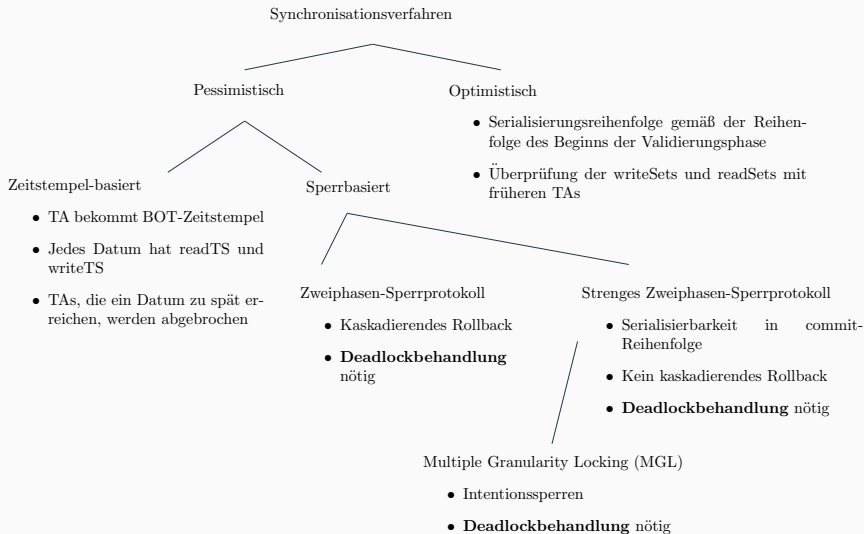 Synchronisationsverfahren
Pessimistisch
Optimistisch
• Serialisierungsreihenfolge gemäß der Reihen-
folge des Beginns der Validierungsphase
• Überprüfung der writeSets und readSets mit
früheren TAs
Zeitstempel-basiert
• TA bekommt BOT-Zeitstempel
• Jedes Datum hat readTS und
writeTS
• TAs, die ein Datum zu spät er-
reichen, werden abgebrochen
Sperrbasiert
Zweiphasen-Sperrprotokoll
• Kaskadierendes Rollback
• Deadlockbehandlung
nötig
Strenges Zweiphasen-Sperrprotokoll
• Serialisierbarkeit in commit-
Reihenfolge
• Kein kaskadierendes Rollback
• Deadlockbehandlung nötig
Multiple Granularity Locking (MGL)
• Intentionssperren
• Deadlockbehandlung nötig